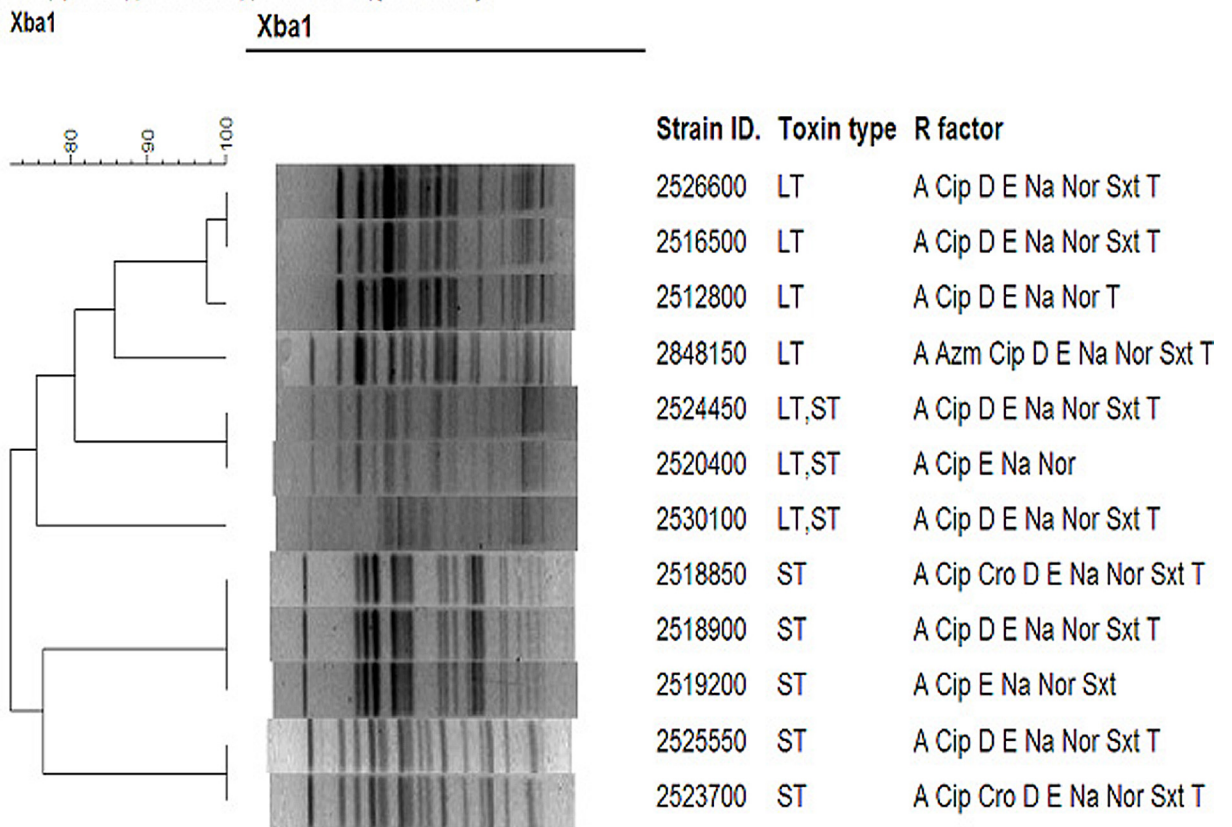 Xba1
Xba1
80 90 100
Strain ID. Toxin type R factor
2526600 LT A Cip D E Na Nor Sxt T
2516500 LT A Cip D E Na Nor Sxt T
2512800 LT A Cip D E Na Nor T
2848150 LT A Azm Cip D E Na Nor Sxt T
2524450 LT,ST A Cip D E Na Nor Sxt T
2520400 LT,ST A Cip E Na Nor
2530100 LT,ST A Cip D E Na Nor Sxt T
2518850 ST A Cip Cro D E Na Nor Sxt T
2518900 ST A Cip D E Na Nor Sxt T
2519200 ST A Cip E Na Nor Sxt
2525550 ST A Cip D E Na Nor Sxt T
2523700 ST A Cip Cro D E Na Nor Sxt T